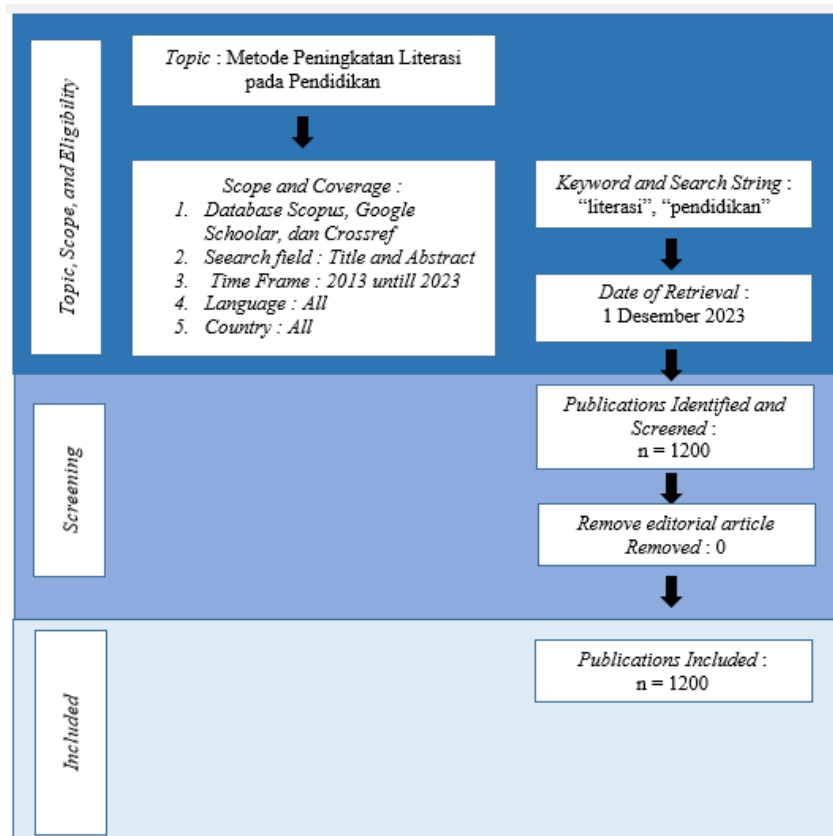 Topic, Scope, and Eligibility
Topic : Metode Peningkatan Literasi
pada Pendidikan
Scope and Coverage :
1. Database Scopus, Google
Schoolar, dan Crossref
2. Seearch field : Title and Abstract
3. Time Frame : 2013 untill 2023
4. Language : All
5. Country : All
Keyword and Search String :
“literasi”, “pendidikan”
Date of Retrieval :
1 Desember 2023
Screening
Publications Identified and
Screened :
n = 1200
Remove editorial article
Removed : 0
Included
Publications Included :
n = 1200